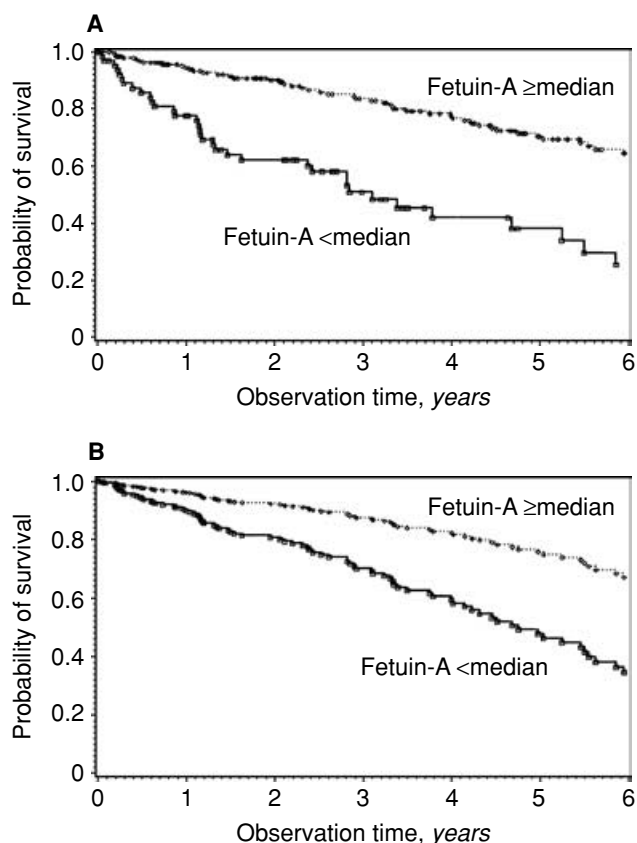 A
1.0
0.8
0.6
0.4
0.2
0
Probability of survival
Fetuin-A ≥median
Fetuin-A <median
0 1 2 3 4 5 6
Observation time, years
B
1.0
0.8
0.6
0.4
0.2
0
Probability of survival
Fetuin-A ≥median
Fetuin-A <median
0 1 2 3 4 5 6
Observation time, years